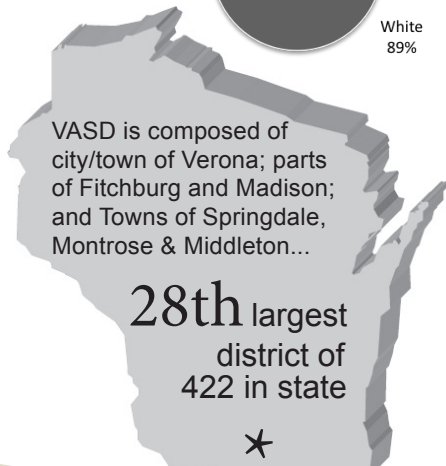 White
89%
VASD is composed of
city/town of Verona; parts
of Fitchburg and Madison;
and Towns of Springdale,
Montrose & Middleton...
28th largest
district of
422 in state
*